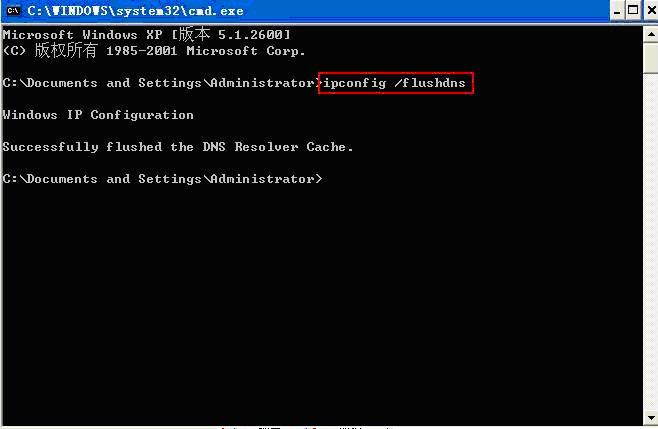 C:\WINDOWS\system32\cmd.exe
Microsoft Windows XP [版本 5.1.2600]
(C) 版权所有 1985-2001 Microsoft Corp.
C:\Documents and Settings\Administrator>ipconfig /flushdns
Windows IP Configuration
Successfully flushed the DNS Resolver Cache.
C:\Documents and Settings\Administrator>